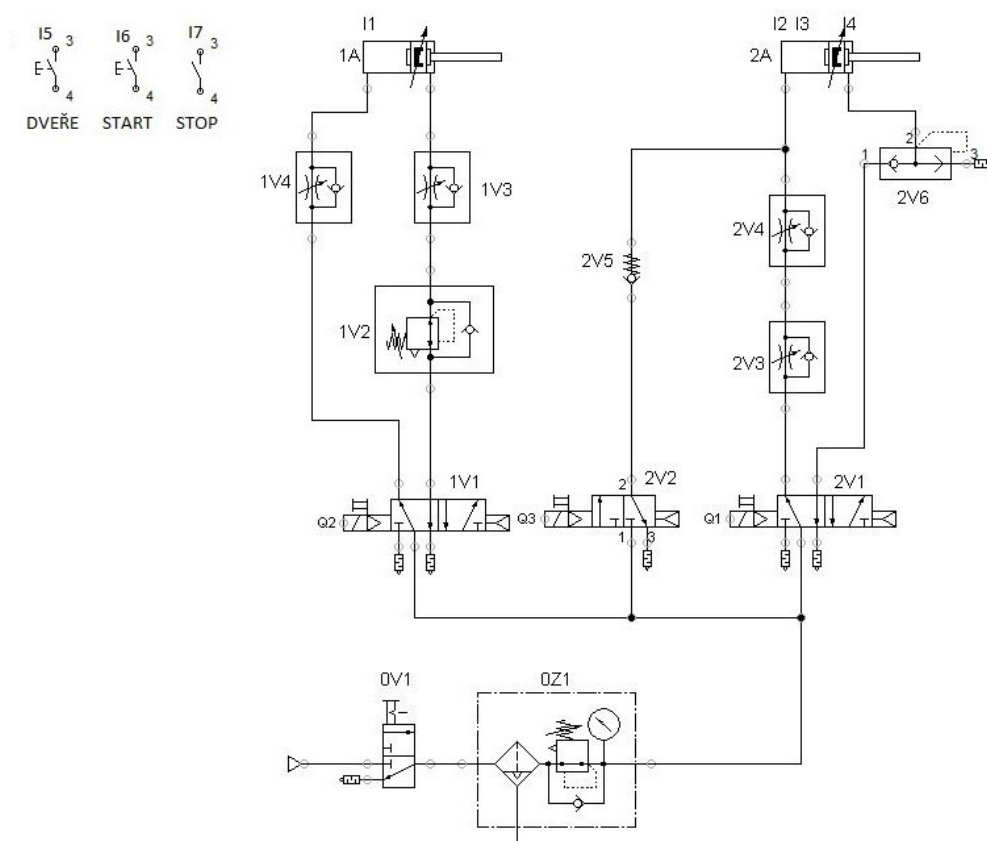 I5 3 I6 3 I7 3
4 4 4
DVEŘE START STOP
I1
1A
I2 I3 I4
2A
2
1 3
2V6
1V4
1V3
2V4
2V5
1V2
2V3
1V1
2 2V2
2V1
Q2
Q3
Q1
1 3
0V1
0Z1